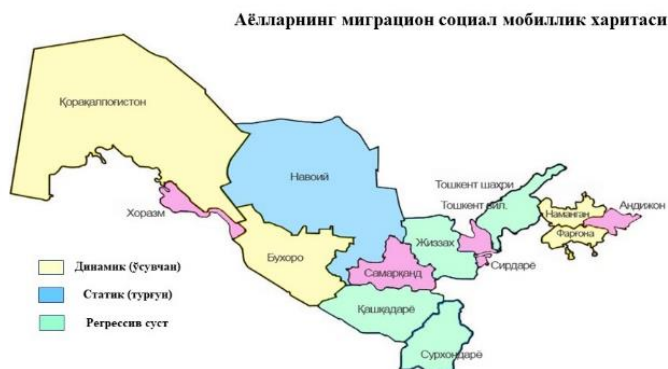 Аёлларнинг миграцион социал мобиллик харитаси
Қорақаллоғистон
Навоий
Тошкент шаҳри
Тошкент вил.
Хоразм
Наманган
Андижон
Фарғона
Жиззах
Бухоро
Сирдарё
Самарқанд
Қашқадарё
Сурхондарё
Динамик (ўсувчан)
Статик (турғун)
Регрессив суст